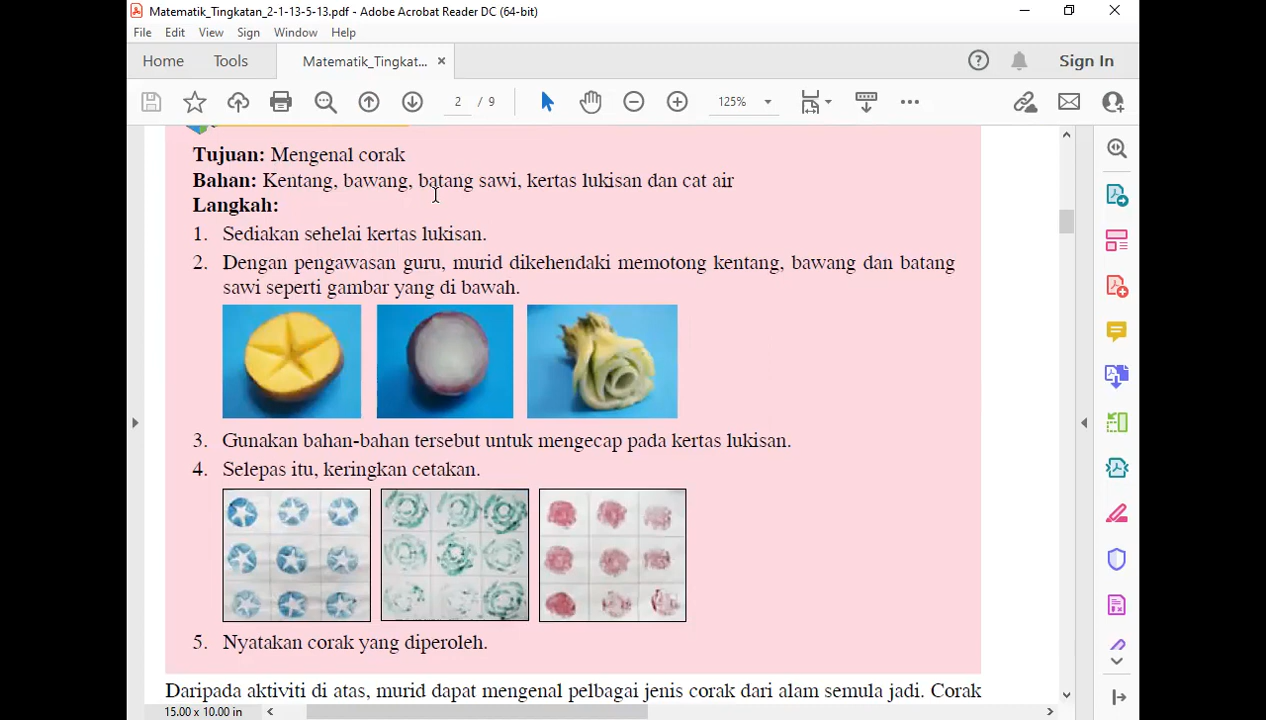 Matematik_Tingkatan_2-1-13-5-13.pdf - Adobe Acrobat Reader DC (64-bit)
File Edit View Sign Window Help
Home Tools Matematik_Tingkat... × Sign In
2 / 9 125%
Tujuan: Mengenal corak
Bahan: Kentang, bawang, batang sawi, kertas lukisan dan cat air
Langkah:
1. Sediakan sehelai kertas lukisan.
2. Dengan pengawasan guru, murid dikehendaki memotong kentang, bawang dan batang
sawi seperti gambar yang di bawah.
3. Gunakan bahan-bahan tersebut untuk mengecap pada kertas lukisan.
4. Selepas itu, keringkan cetakan.
5. Nyatakan corak yang diperoleh.
Daripada aktiviti di atas, murid dapat mengenal pelbagai jenis corak dari alam semula jadi. Corak
15.00 x 10.00 in